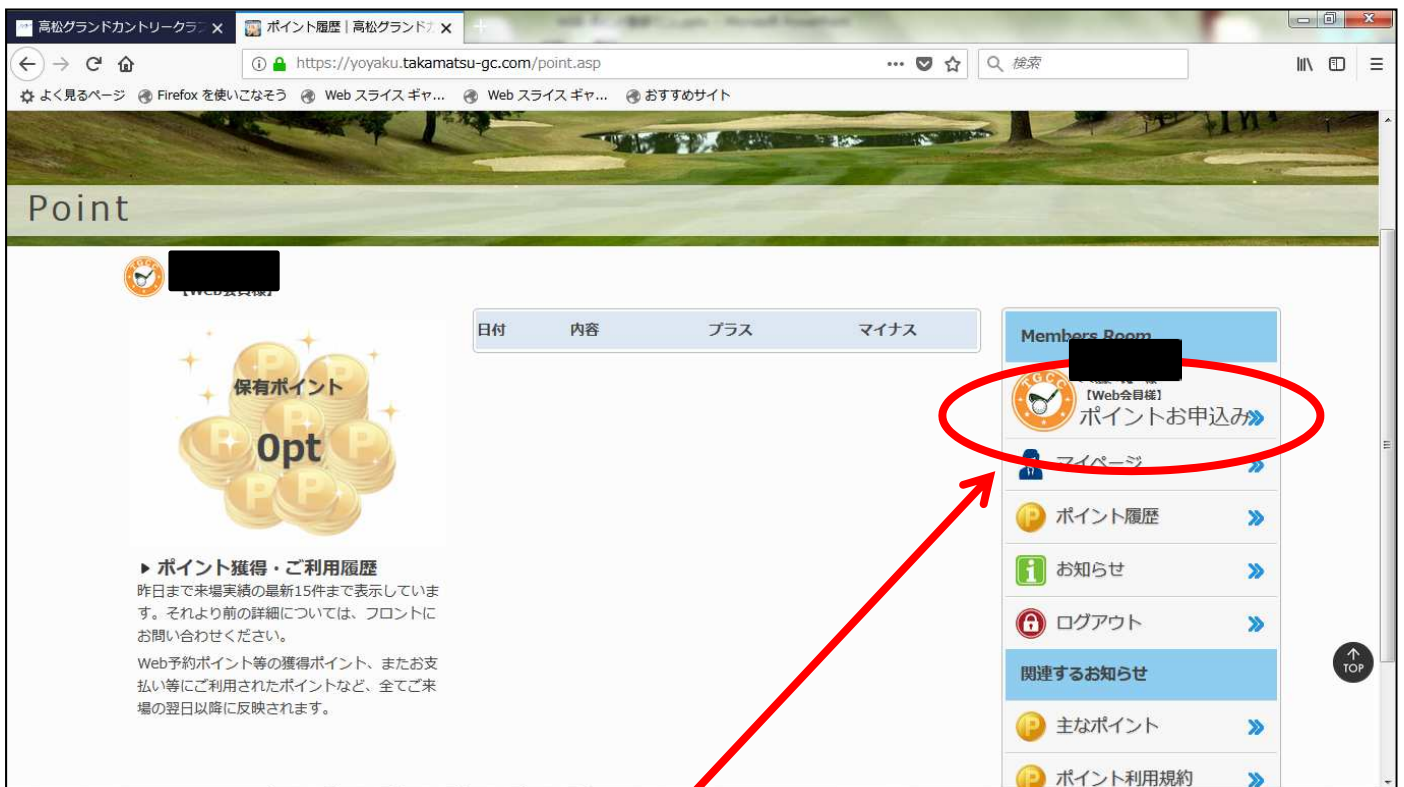 高松グランドカントリークラブ
ポイント履歴 | 高松グランドカ
https://yoyaku.takamatsu-gc.com/point.asp
検索
よく見るページ Firefox を使いこなそう Web スライス ギャ... Web スライス ギャ... おすすめサイト
Point
TGCC
【Web会員様】
保有ポイント
0pt
▶ ポイント獲得・ご利用履歴
昨日まで来場実績の最新15件まで表示していま
す。それより前の詳細については、フロントに
お問い合わせください。
Web予約ポイント等の獲得ポイント、またお支
払い等にご利用されたポイントなど、全てご来
場の翌日以降に反映されます。
日付 内容 プラス マイナス
Members Room
TGCC
【Web会員様】
ポイントお申込み
マイページ
ポイント履歴
お知らせ
ログアウト
関連するお知らせ
主なポイント
ポイント利用規約
TOP